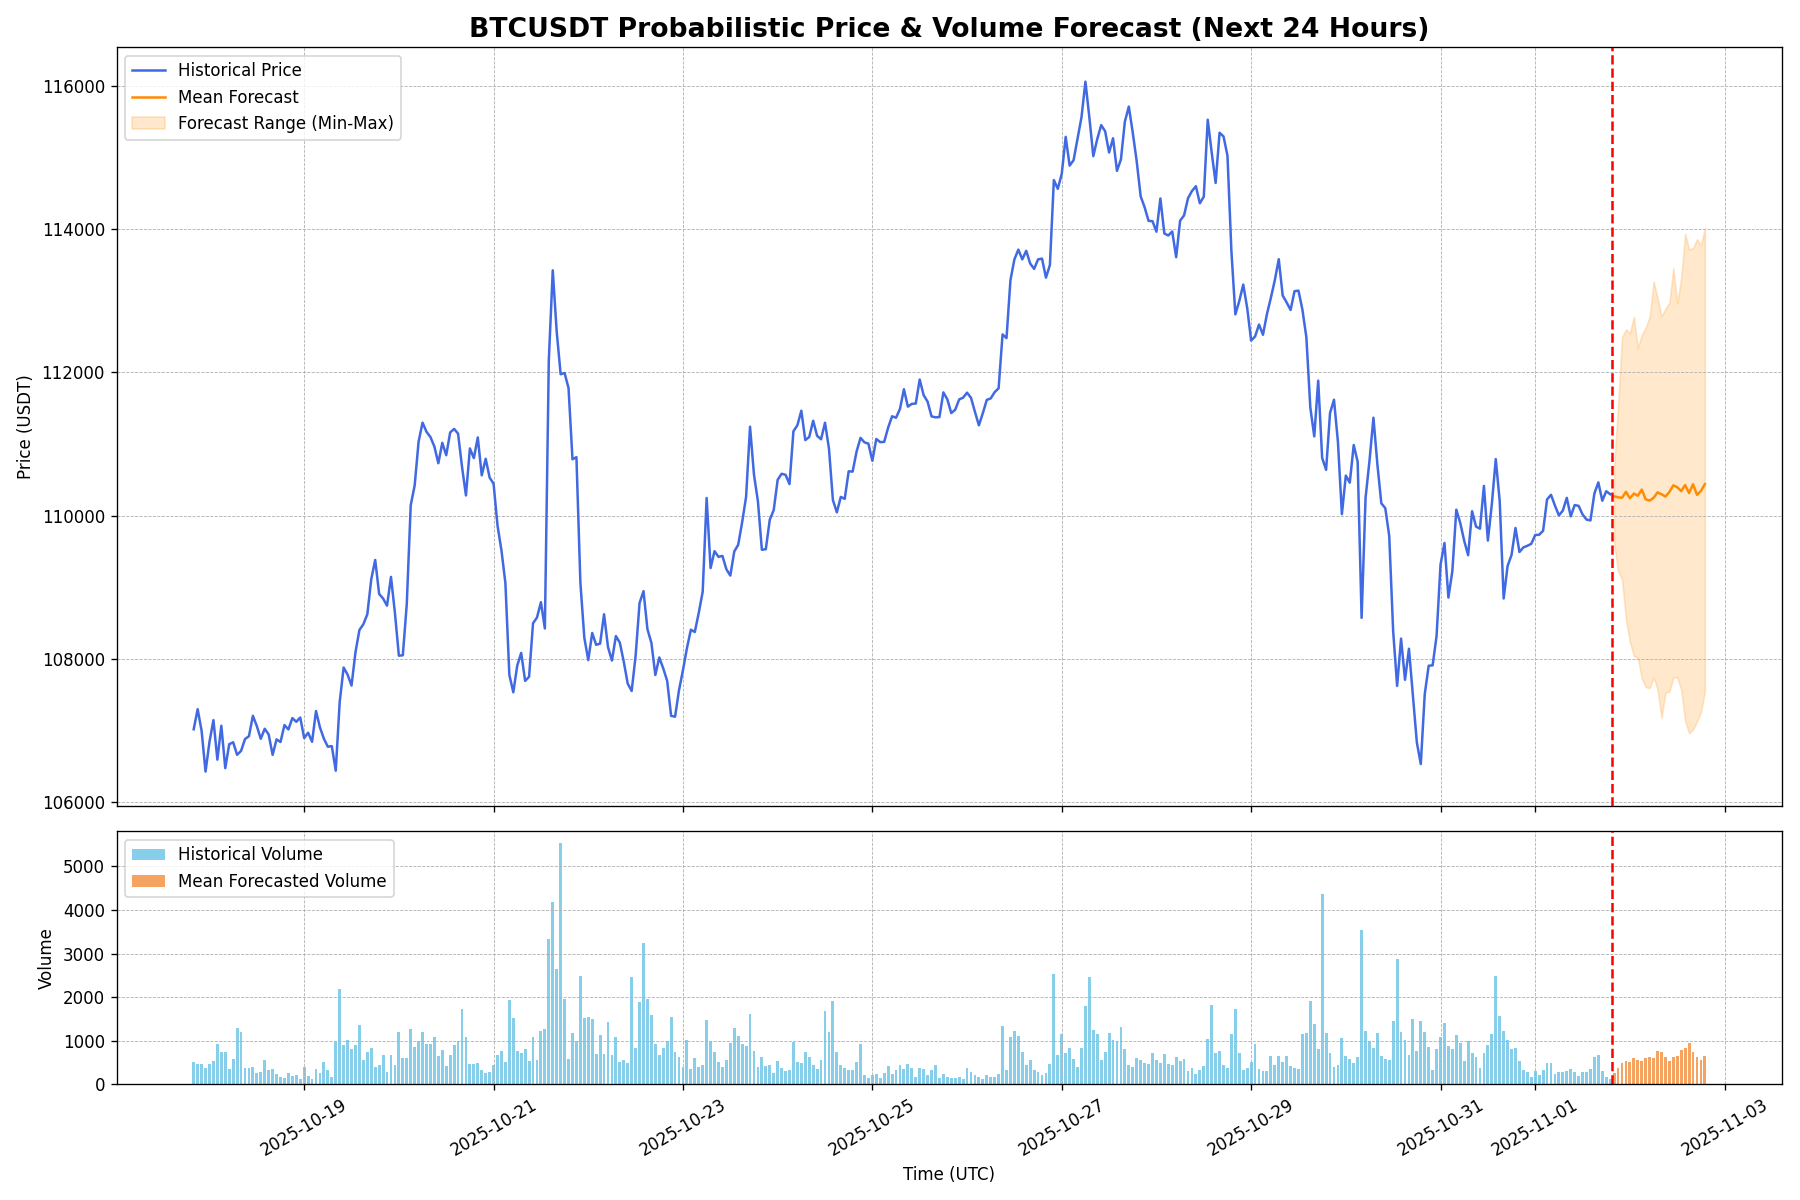 BTCUSDT Probabilistic Price & Volume Forecast (Next 24 Hours)
Historical Price
Mean Forecast
Forecast Range (Min-Max)
Price (USDT)
116000
114000
112000
110000
108000
106000
Historical Volume
Mean Forecasted Volume
Volume
5000
4000
3000
2000
1000
0
2025-10-19
2025-10-21
2025-10-23
2025-10-25
2025-10-27
2025-10-29
2025-10-31
2025-11-01
2025-11-03
Time (UTC)